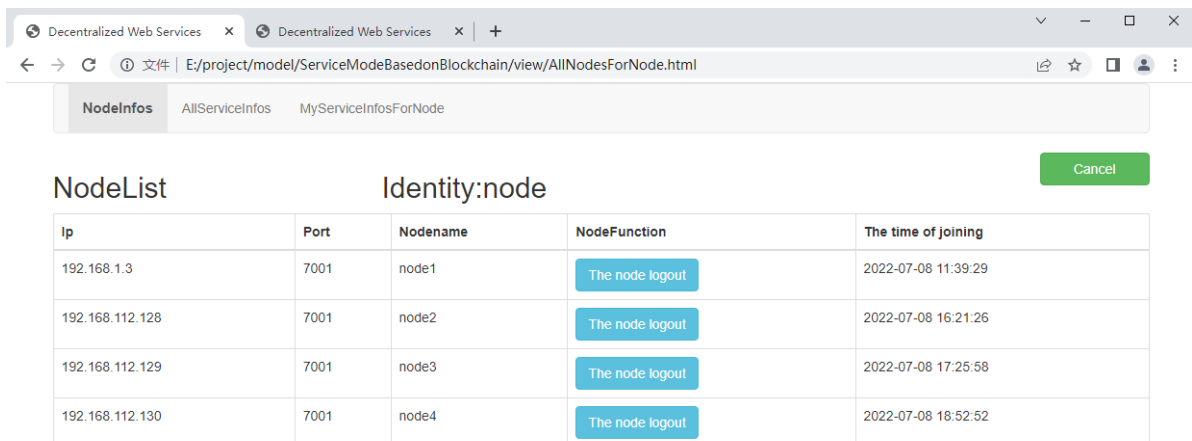 Decentralized Web Services Decentralized Web Services
文件 E:/project/model/ServiceModeBasedonBlockchain/view/AllNodesForNode.html
NodeInfos AllServiceInfos MyServiceInfosForNode
Cancel
NodeList Identity:node
Ip Port Nodename NodeFunction The time of joining
192.168.1.3 7001 node1 The node logout 2022-07-08 11:39:29
192.168.112.128 7001 node2 The node logout 2022-07-08 16:21:26
192.168.112.129 7001 node3 The node logout 2022-07-08 17:25:58
192.168.112.130 7001 node4 The node logout 2022-07-08 18:52:52